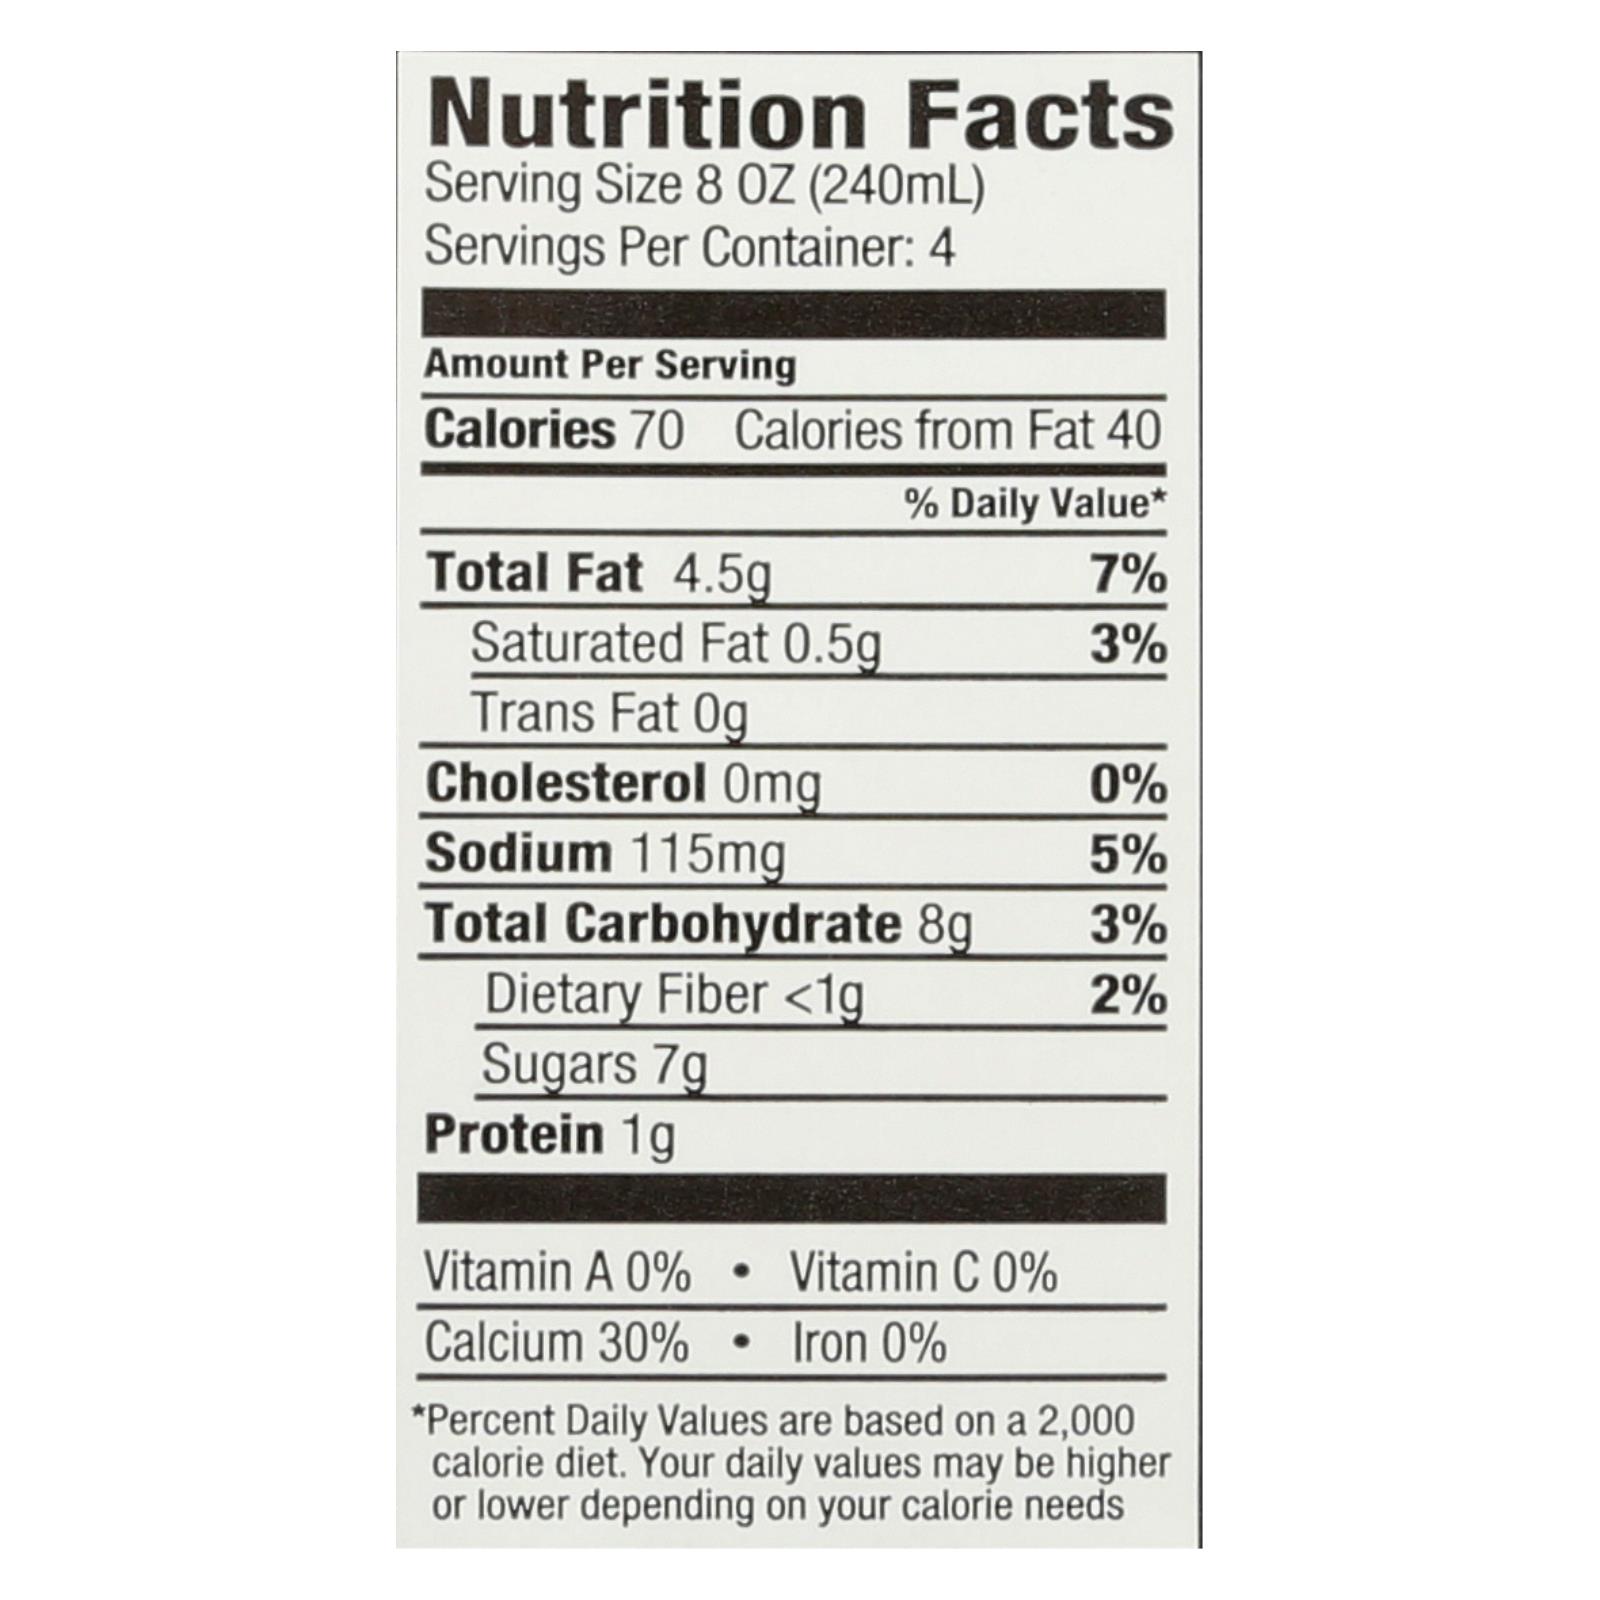 Nutrition Facts
Serving Size 8 OZ (240mL)
Servings Per Container: 4
Amount Per Serving
Calories 70 Calories from Fat 40
% Daily Value*
Total Fat 4.5g 7%
Saturated Fat 0.5g 3%
Trans Fat 0g
Cholesterol 0mg 0%
Sodium 115mg 5%
Total Carbohydrate 8g 3%
Dietary Fiber <1g 2%
Sugars 7g
Protein 1g
Vitamin A 0% • Vitamin C 0%
Calcium 30% • Iron 0%
*Percent Daily Values are based on a 2,000
calorie diet. Your daily values may be higher
or lower depending on your calorie needs